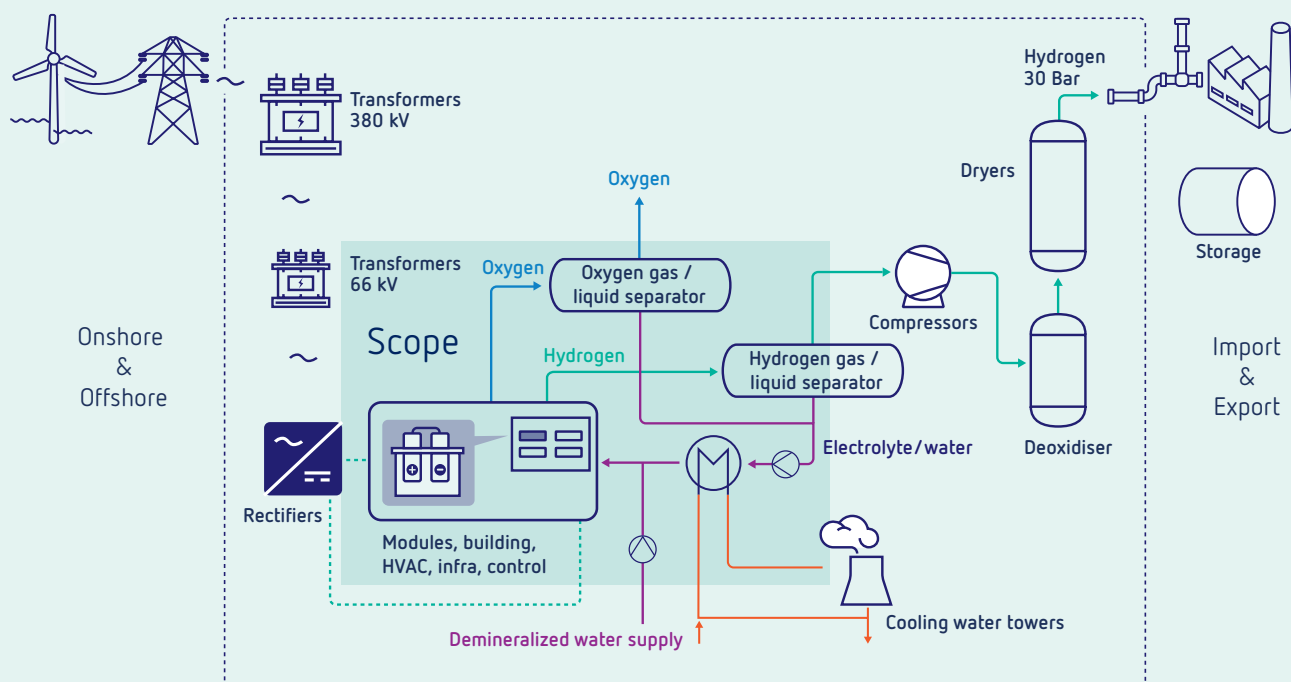 Hydrogen
30 Bar
Transformers
380 kV
Dryers
Oxygen
Storage
Transformers
66 kV
Oxygen
Oxygen gas /
liquid separator
Compressors
Onshore
&
Offshore
Scope
Hydrogen
Hydrogen gas /
liquid separator
Import
&
Export
Electrolyte/water
Deoxidiser
Rectifiers
Modules, building,
HVAC, infra, control
Cooling water towers
Demineralized water supply